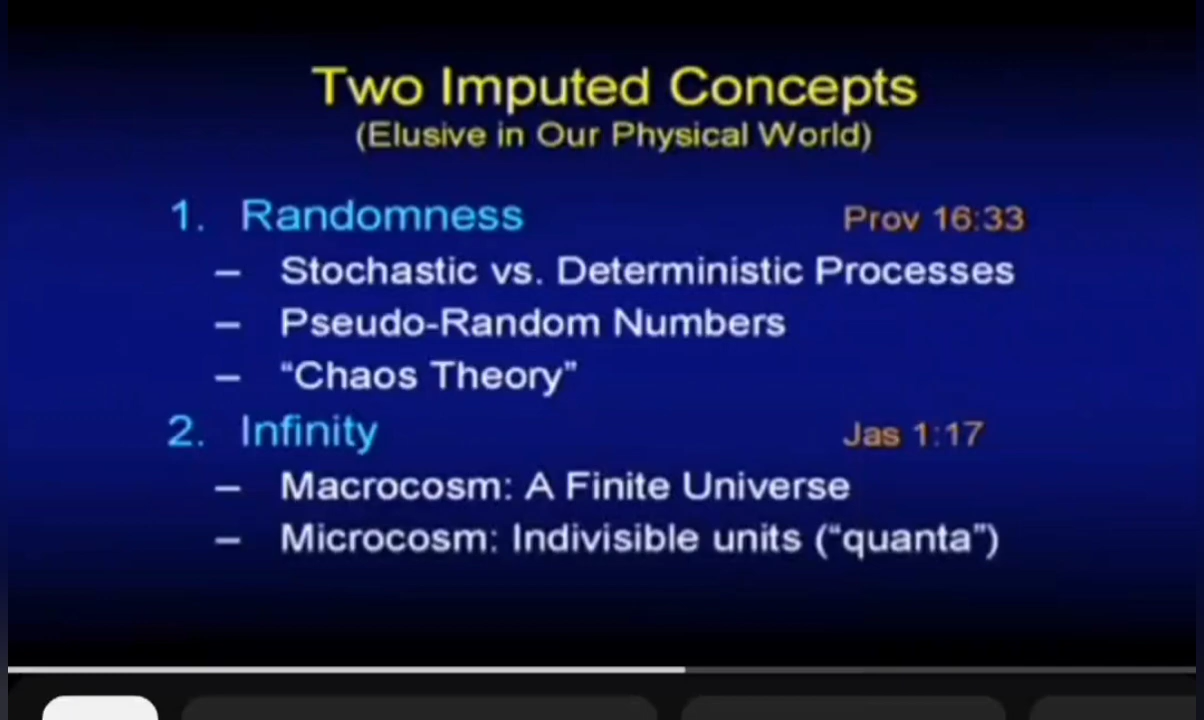 Two Imputed Concepts
(Elusive in Our Physical World)
1. Randomness Prov 16:33
– Stochastic vs. Deterministic Processes
– Pseudo-Random Numbers
– “Chaos Theory”
2. Infinity Jas 1:17
– Macrocosm: A Finite Universe
– Microcosm: Indivisible units (“quanta”)